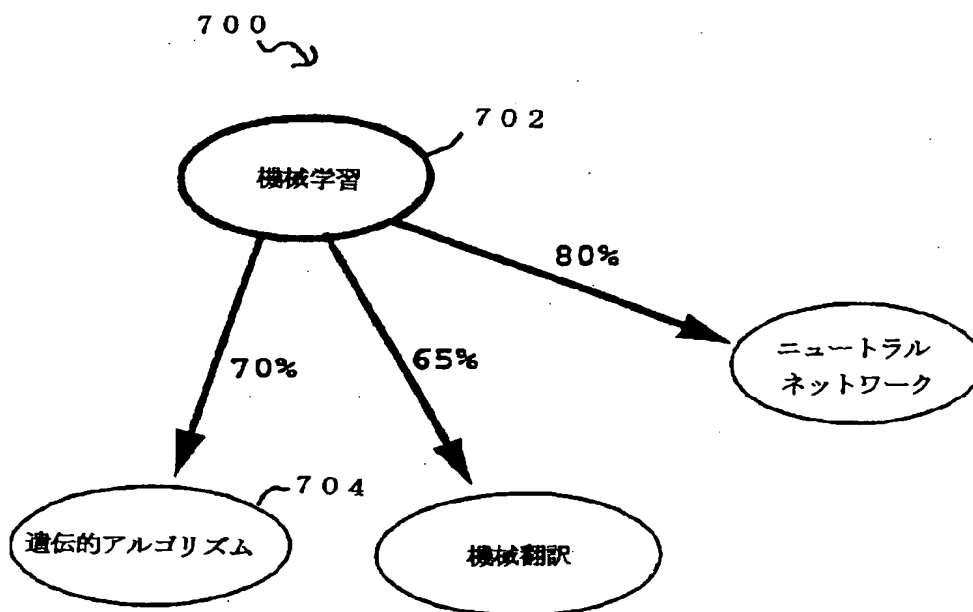 ７００
７０２
機械学習
80%
70%
65%
ニュートラル
ネットワーク
７０４
遺伝的アルゴリズム
機械翻訳